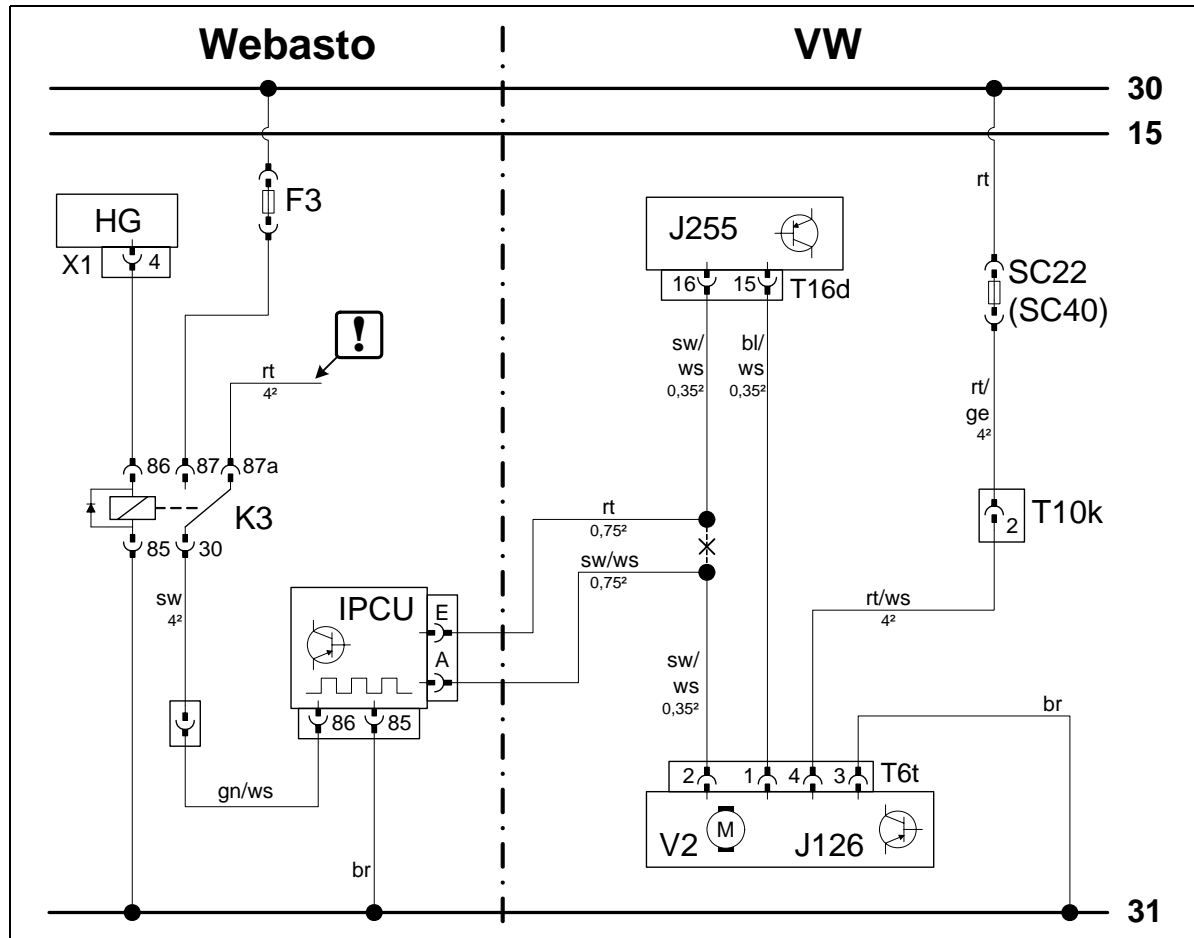 Webasto
VW
30
15
HG
X1
4
F3
rt
4²
!
86
87
87a
K3
85
30
sw
4²
gn/ws
IPCU
E
A
86
85
br
rt
0,75²
sw/ws
0,75²
J255
16
15
T16d
sw/
ws
0,35²
bl/
ws
0,35²
sw/
ws
0,35²
rt
SC22
(SC40)
rt/
ge
4²
2
T10k
rt/ws
4²
br
2
1
4
3
T6t
V2
M
J126
31